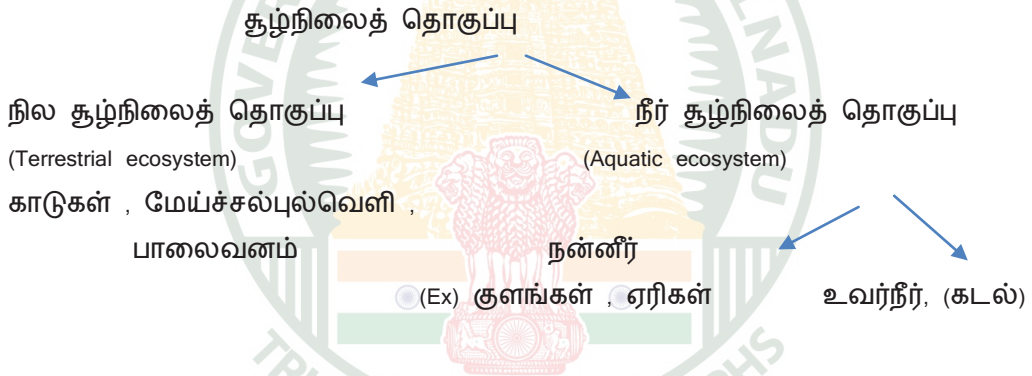 சூழ்நிலைத் தொகுப்பு
நில சூழ்நிலைத் தொகுப்பு நீர் சூழ்நிலைத் தொகுப்பு
(Terrestrial ecosystem) (Aquatic ecosystem)
காடுகள் , மேய்ச்சல்புல்வெளி ,
பாலைவனம் நன்னீர்
(Ex) குளங்கள் , ஏரிகள் உவர்நீர், (கடல்)